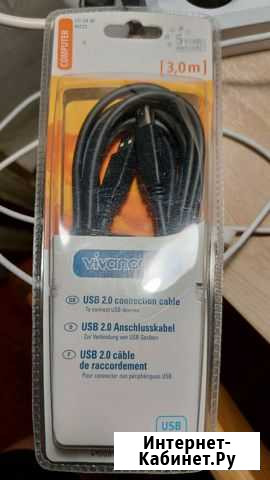 COMPUTER
5
[3,0m]
vivanco
GB USB 2.0 connection cable
To connect USB-devices
D USB 2.0 Anschlusskabel
Zur Verbindung von USB Geräten
F USB 2.0 câble
de raccordement
Pour connecter des périphériques USB
USB
Интернет-
Кабинет.Ру